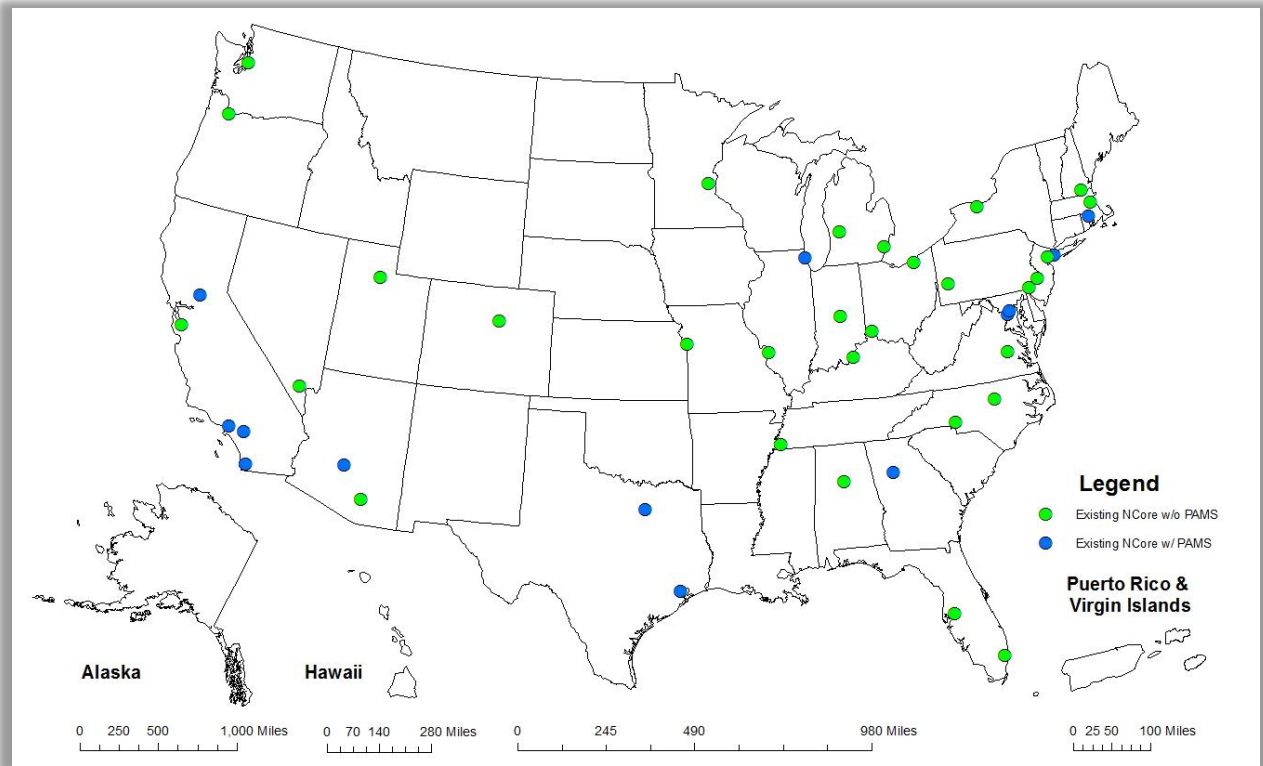 Legend
Existing NCore w/o PAMS
Existing NCore w/ PAMS
Puerto Rico &
Virgin Islands
Alaska
Hawaii
0 250 500 1,000 Miles
0 70 140 280 Miles
0 245 490 980 Miles
0 25 50 100 Miles